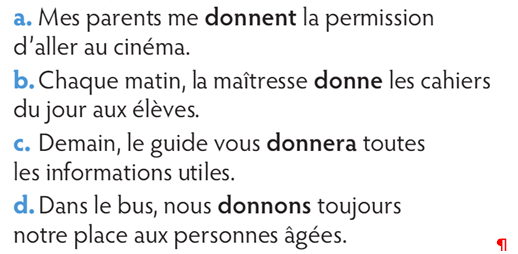 a. Mes parents me donnent la permission
d'aller au cinéma.
b. Chaque matin, la maîtresse donne les cahiers
du jour aux élèves.
c. Demain, le guide vous donnera toutes
les informations utiles.
d. Dans le bus, nous donnons toujours
notre place aux personnes âgées. ¶